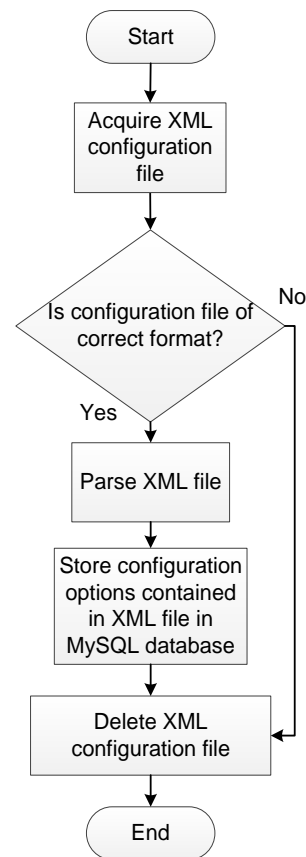 Start
Acquire XML
configuration
file
Is configuration file of
correct format?
No
Yes
Parse XML file
Store configuration
options contained
in XML file in
MySQL database
Delete XML
configuration file
End